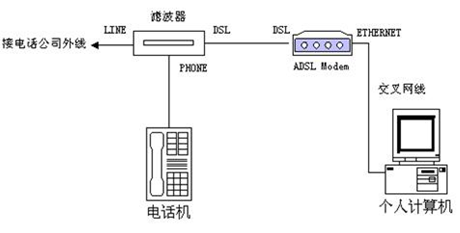 滤波器
LINE
DSL
DSL
ETHERNET
接电话公司外线
PHONE
ADSL Modem
交叉网线
电话机
个人计算机